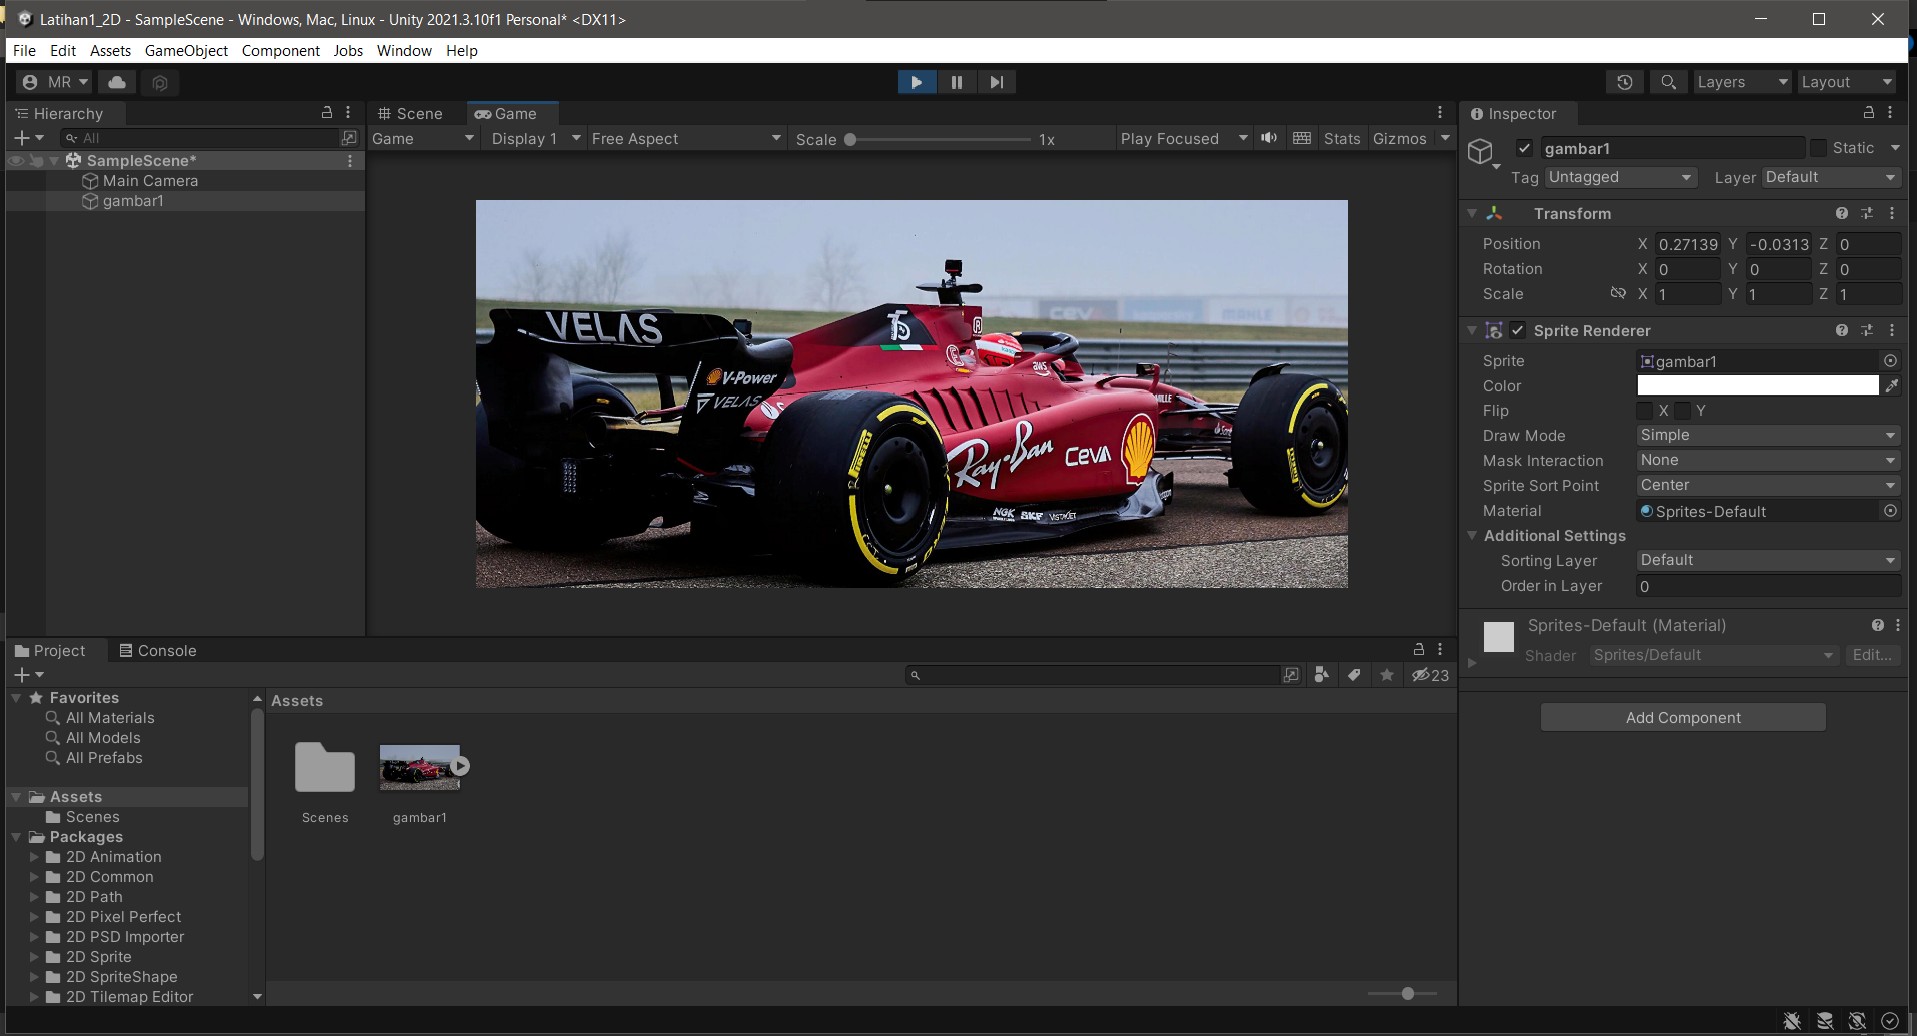 Latihan1_2D - SampleScene - Windows, Mac, Linux - Unity 2021.3.10f1 Personal* <DX11>
File Edit Assets GameObject Component Jobs Window Help
MR
Layers Layout
Hierarchy
All
SampleScene*
Main Camera
gambar1
Scene Game
Game Display 1 Free Aspect Scale 1x Play Focused Stats Gizmos
VELAS
V-Power
VELAS
aws
Ray-Ban
CEVA
PIRELLI
NGK SKF VISTAJET
MAHLE
Inspector
gambar1 Static
Tag Untagged Layer Default
Transform
Position X 0.27139 Y -0.0313 Z 0
Rotation X 0 Y 0 Z 0
Scale X 1 Y 1 Z 1
Sprite Renderer
Sprite gambar1
Color
Flip X Y
Draw Mode Simple
Mask Interaction None
Sprite Sort Point Center
Material Sprites-Default
Additional Settings
Sorting Layer Default
Order in Layer 0
Sprites-Default (Material)
Shader Sprites/Default Edit...
Add Component
Project Console
23
Favorites
All Materials
All Models
All Prefabs
Assets
Scenes
Packages
2D Animation
2D Common
2D Path
2D Pixel Perfect
2D PSD Importer
2D Sprite
2D SpriteShape
2D Tilemap Editor
Assets
Scenes gambar1